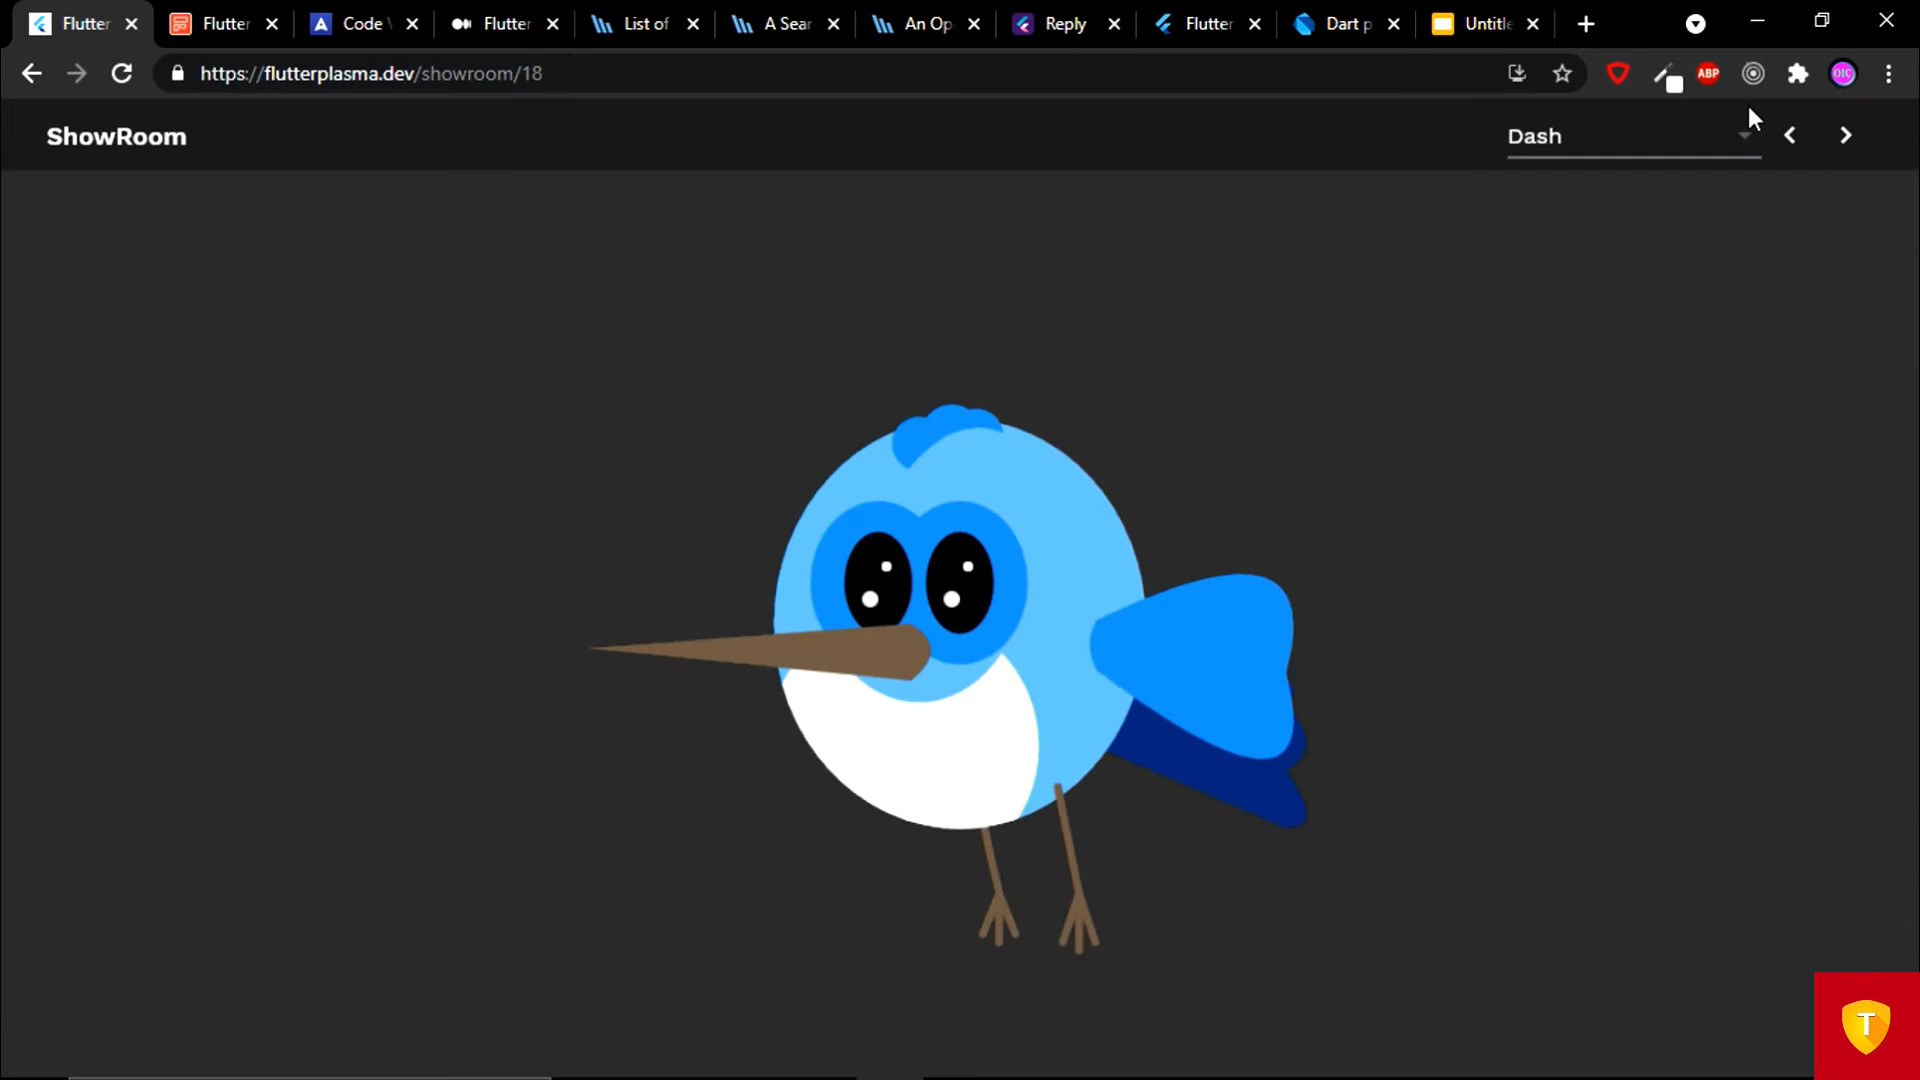 Flutter
Flutter
Code
Flutter
List of
A Sear
An Op
Reply
Flutter
Dart p
Untitle
https://flutterplasma.dev/showroom/18
ABP
OIC
ShowRoom
Dash
T